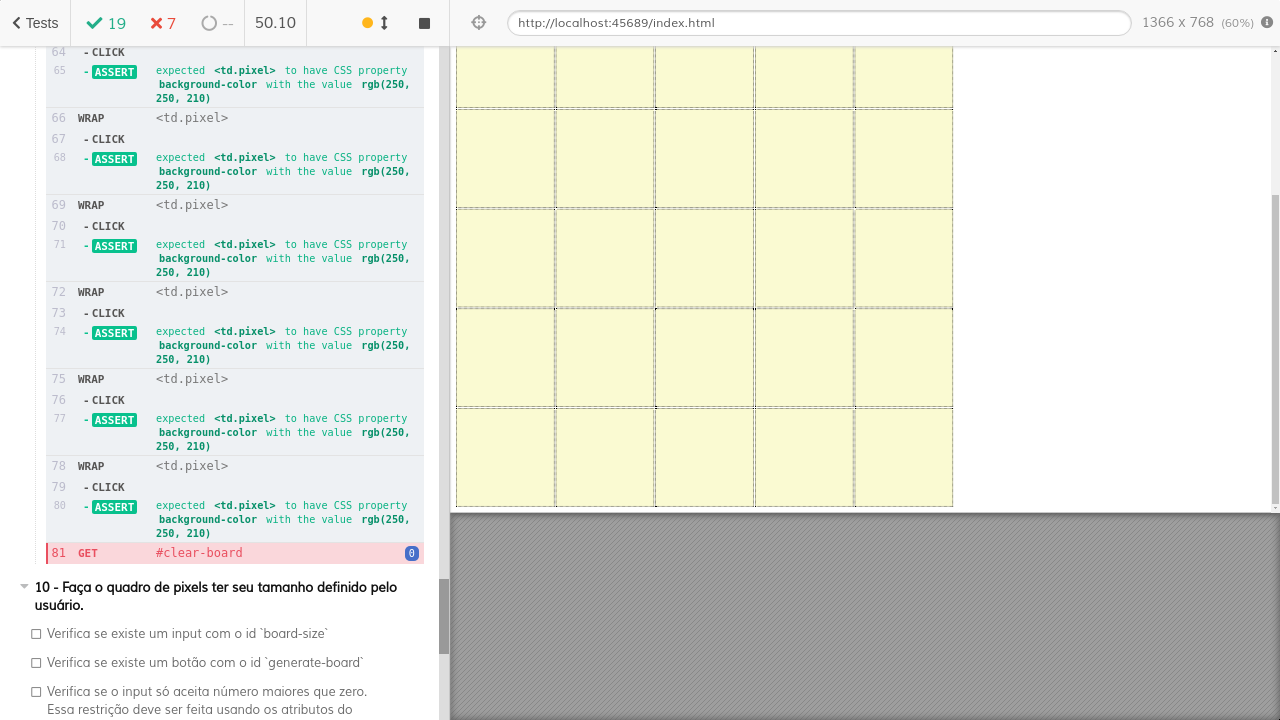 Tests 19 7 -- 50.10 http://localhost:45689/index.html 1366 x 768 (60%)
64 - CLICK
65 - ASSERT expected <td.pixel> to have CSS property
background-color with the value rgb(250,
250, 210)
66 WRAP <td.pixel>
67 - CLICK
68 - ASSERT expected <td.pixel> to have CSS property
background-color with the value rgb(250,
250, 210)
69 WRAP <td.pixel>
70 - CLICK
71 - ASSERT expected <td.pixel> to have CSS property
background-color with the value rgb(250,
250, 210)
72 WRAP <td.pixel>
73 - CLICK
74 - ASSERT expected <td.pixel> to have CSS property
background-color with the value rgb(250,
250, 210)
75 WRAP <td.pixel>
76 - CLICK
77 - ASSERT expected <td.pixel> to have CSS property
background-color with the value rgb(250,
250, 210)
78 WRAP <td.pixel>
79 - CLICK
80 - ASSERT expected <td.pixel> to have CSS property
background-color with the value rgb(250,
250, 210)
81 GET #clear-board 0
10 - Faça o quadro de pixels ter seu tamanho definido pelo
usuário.
Verifica se existe um input com o id `board-size`
Verifica se existe um botão com o id `generate-board`
Verifica se o input só aceita número maiores que zero.
Essa restrição deve ser feita usando os atributos do